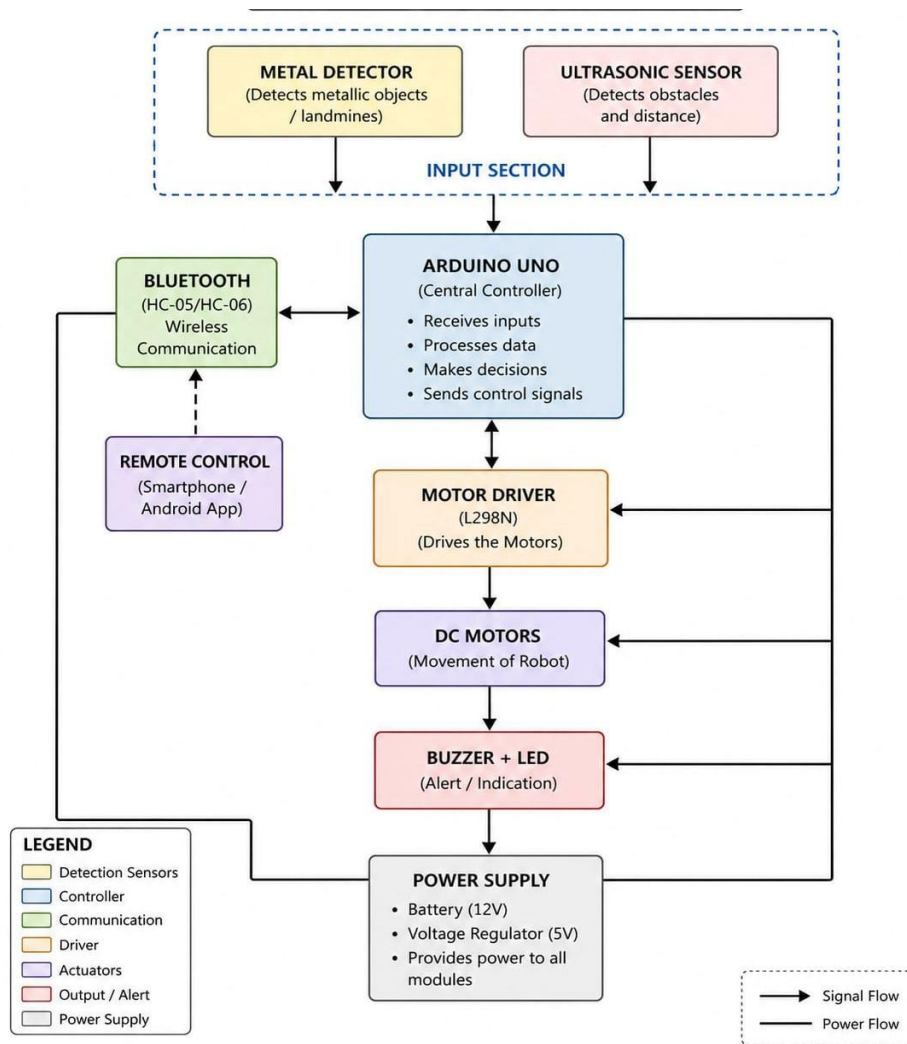 METAL DETECTOR
(Detects metallic objects
/ landmines)
ULTRASONIC SENSOR
(Detects obstacles
and distance)
INPUT SECTION
BLUETOOTH
(HC-05/HC-06)
Wireless
Communication
ARDUINO UNO
(Central Controller)
• Receives inputs
• Processes data
• Makes decisions
• Sends control signals
REMOTE CONTROL
(Smartphone /
Android App)
MOTOR DRIVER
(L298N)
(Drives the Motors)
DC MOTORS
(Movement of Robot)
BUZZER + LED
(Alert / Indication)
POWER SUPPLY
• Battery (12V)
• Voltage Regulator (5V)
• Provides power to all
modules
LEGEND
Detection Sensors
Controller
Communication
Driver
Actuators
Output / Alert
Power Supply
Signal Flow
Power Flow